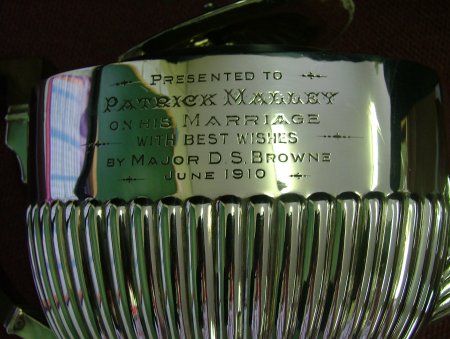 PRESENTED TO
PATRICK MALLEY
ON HIS MARRIAGE
WITH BEST WISHES
BY MAJOR D.S. BROWNE
JUNE 1910